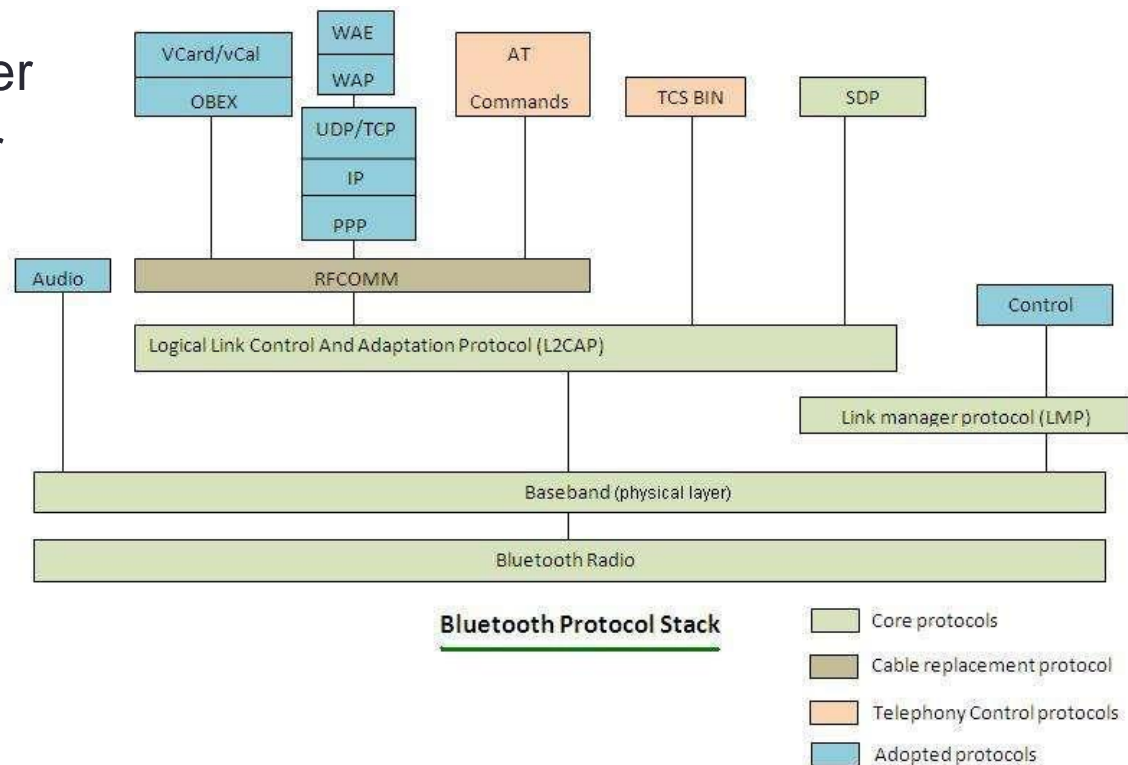 er
WAE
VCard/vCal
WAP
OBEX
AT
Commands
TCS BIN
SDP
UDP/TCP
IP
PPP
Audio
RFCOMM
Control
Logical Link Control And Adaptation Protocol (L2CAP)
Link manager protocol (LMP)
Baseband (physical layer)
Bluetooth Radio
Bluetooth Protocol Stack
Core protocols
Cable replacement protocol
Telephony Control protocols
Adopted protocols